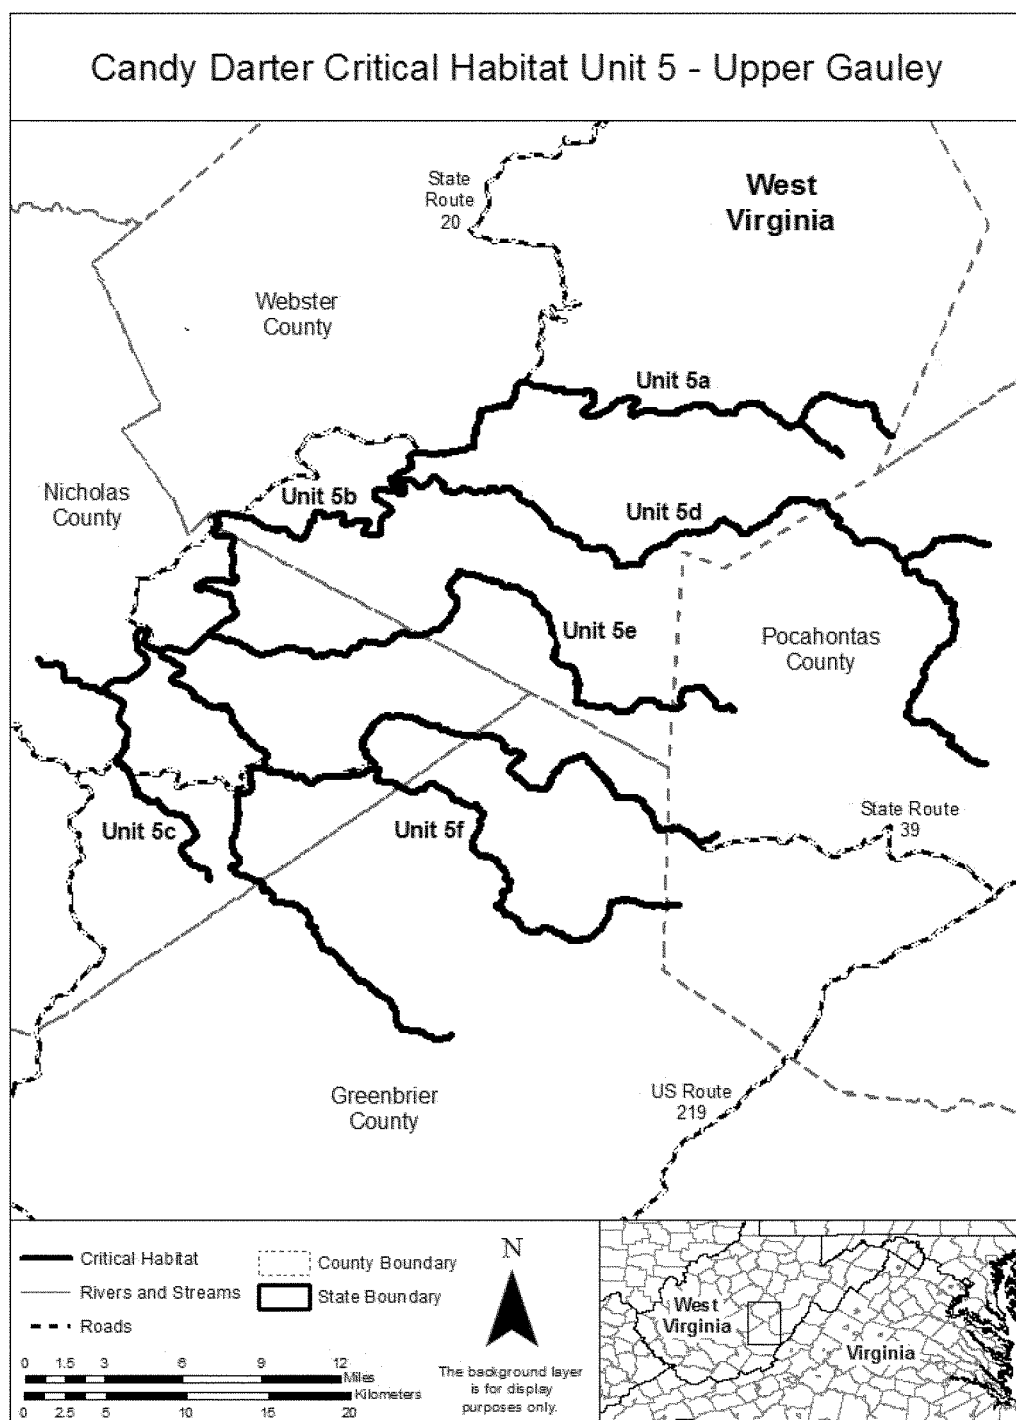 Candy Darter Critical Habitat Unit 5 - Upper Gauley
State
Route
20
West
Virginia
Webster
County
Unit 5a
Nicholas
County
Unit 5b
Unit 5d
Unit 5e
Pocahontas
County
State Route
39
Unit 5c
Unit 5f
Greenbrier
County
US Route
219
Critical Habitat
Rivers and Streams
Roads
County Boundary
State Boundary
0 1.5 3 6 9 12
Miles
Kilometers
0 2.5 5 10 15 20
N
The background layer
is for display
purposes only.
West
Virginia
Virginia